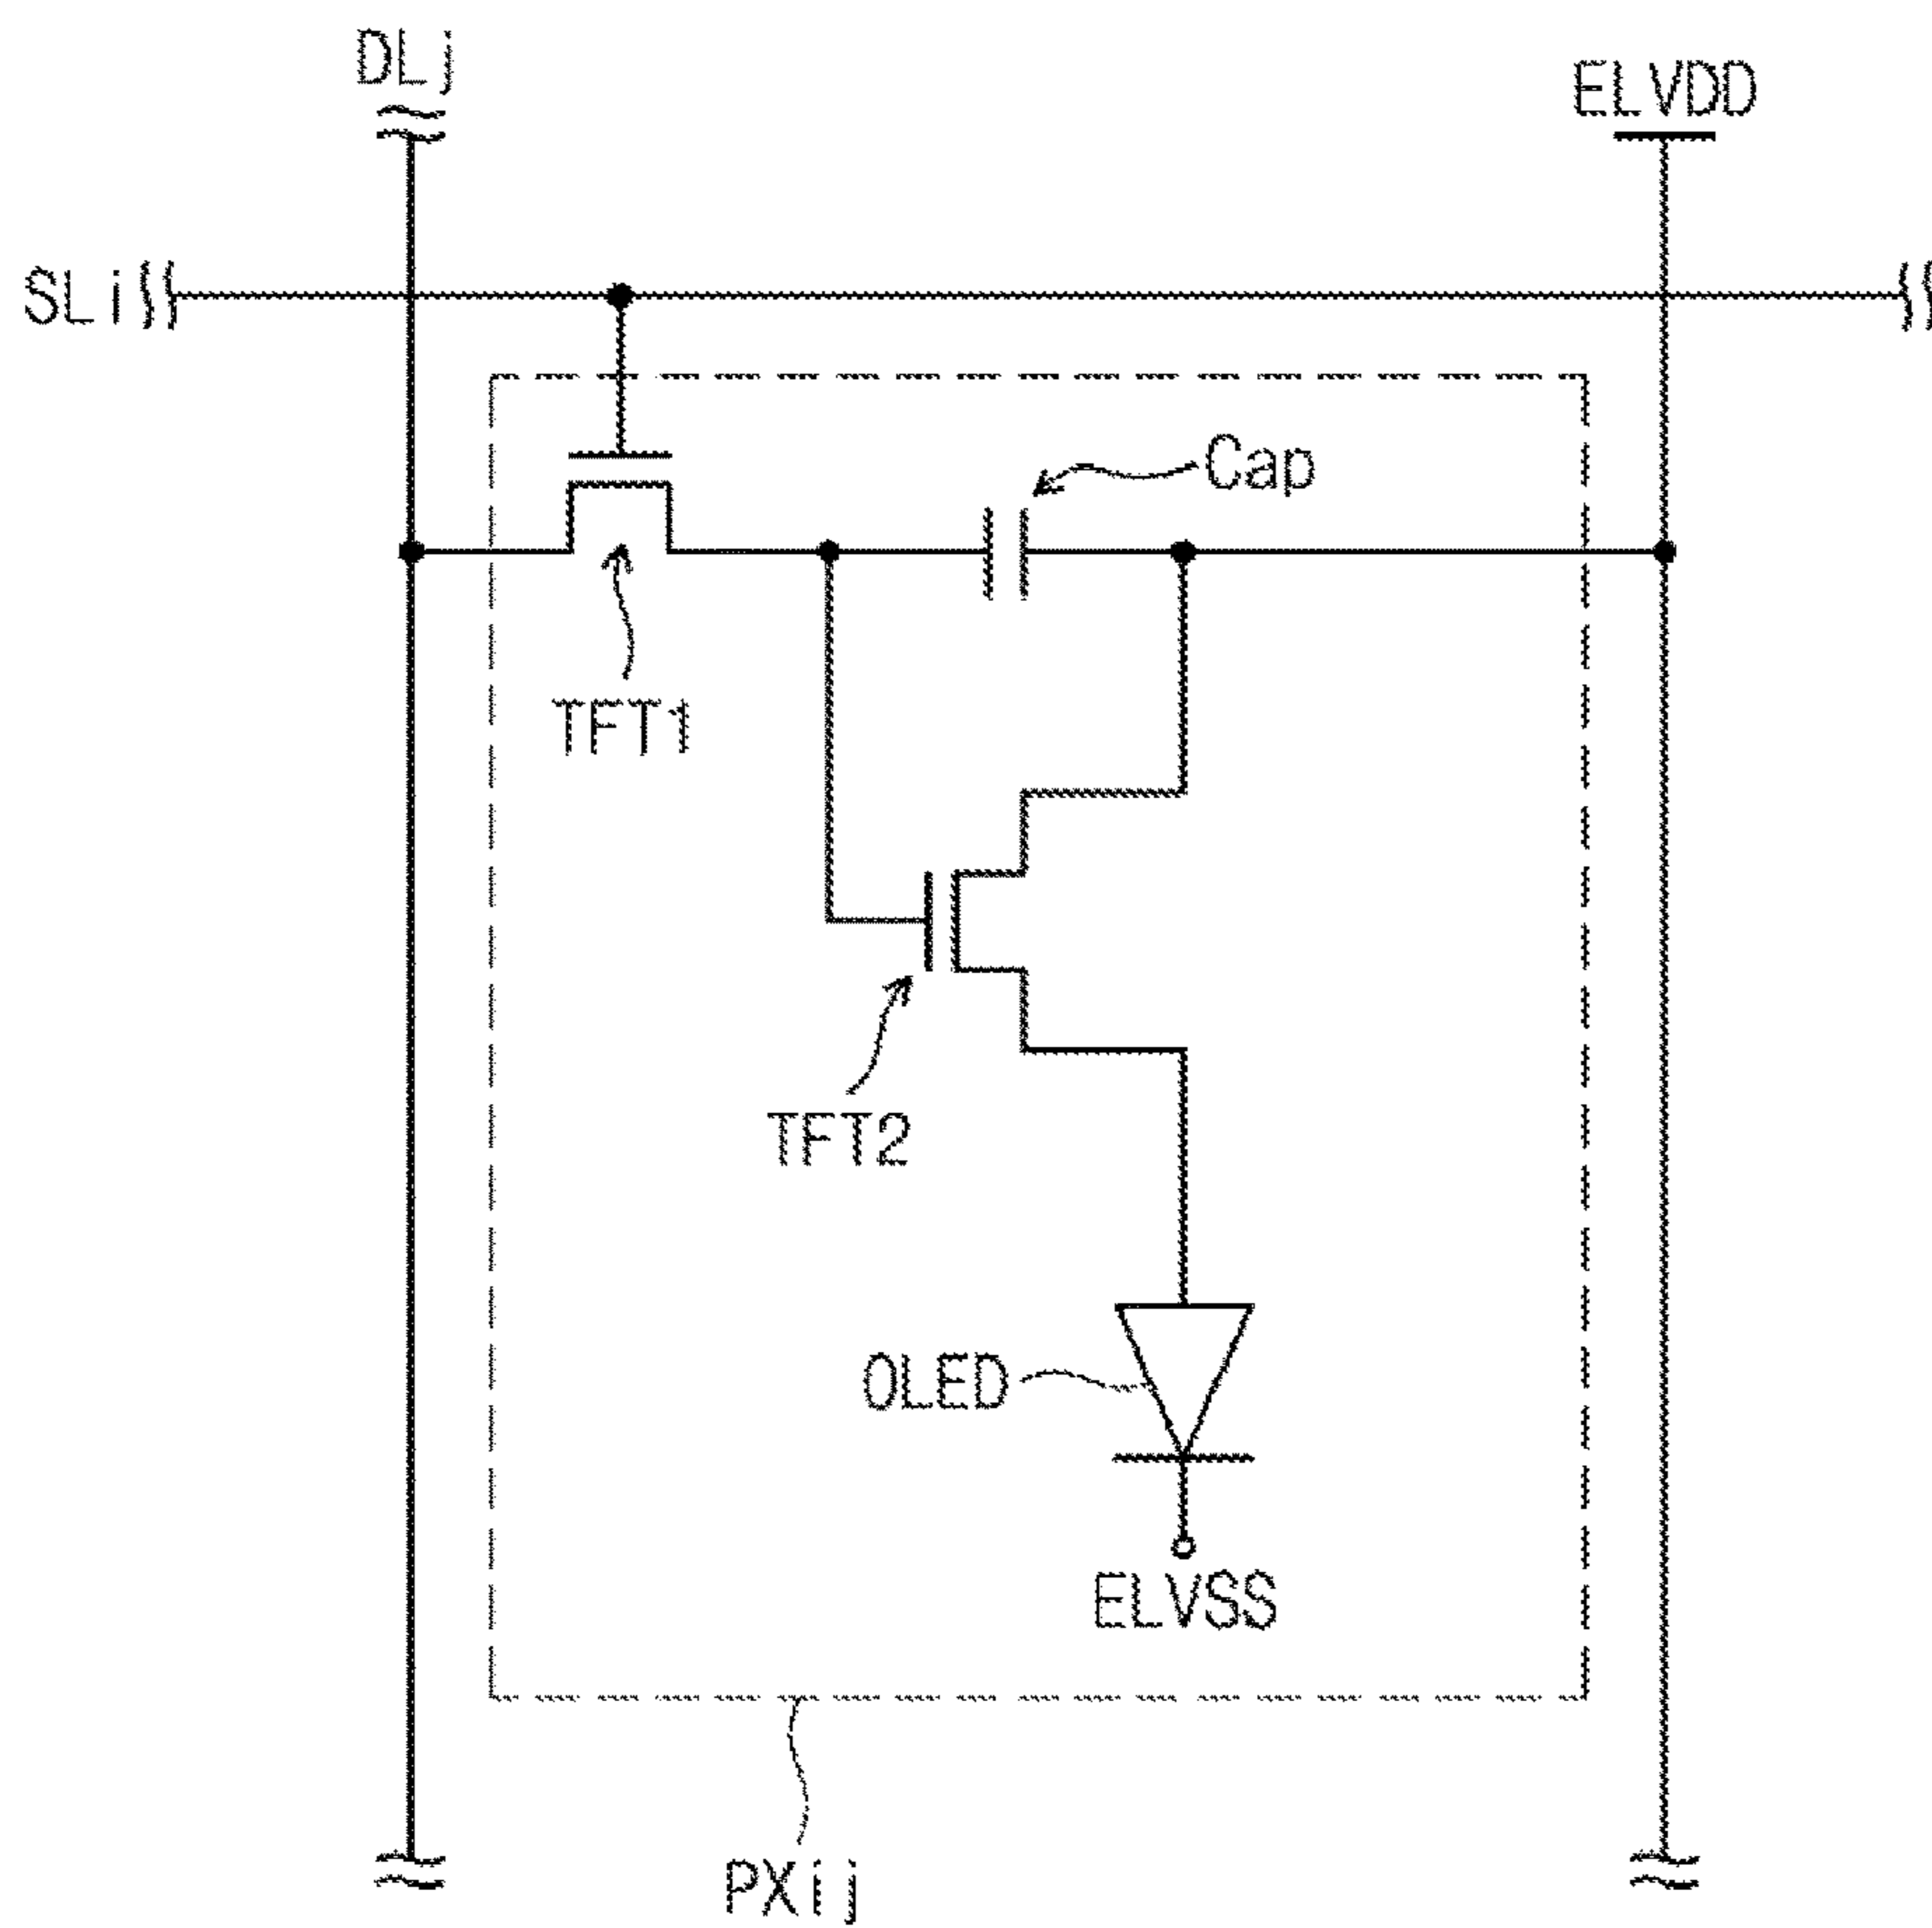 DLj
ELVDD
SLi
Cap
TFT1
TFT2
OLED
ELVSS
PXij